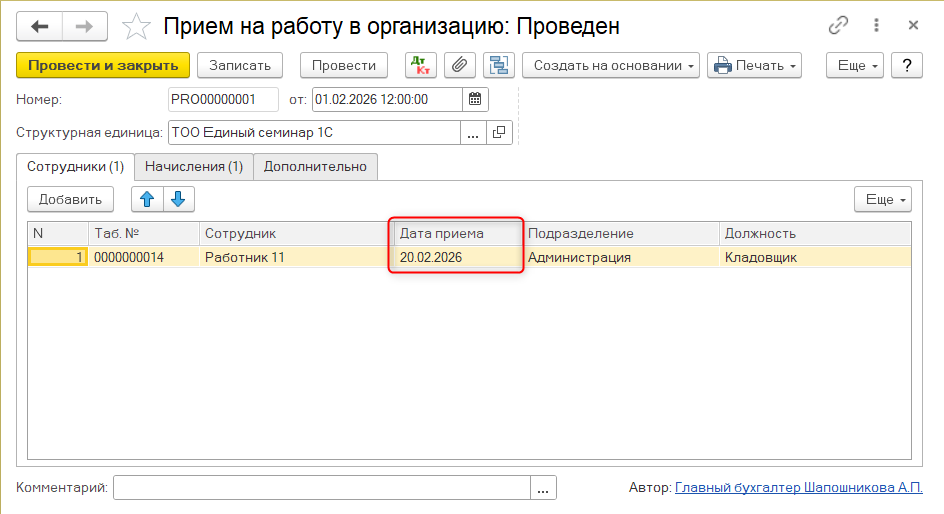 Прием на работу в организацию: Проведен
Провести и закрыть Записать Провести Дт Кт Создать на основании Печать Еще ?
Номер: PRO00000001 от: 01.02.2026 12:00:00
Структурная единица: ТОО Единый семинар 1С ...
Сотрудники (1) Начисления (1) Дополнительно
Добавить Еще
N Таб. № Сотрудник Дата приема Подразделение Должность
1 0000000014 Работник 11 20.02.2026 Администрация Кладовщик
Комментарий: ... Автор: Главный бухгалтер Шапошникова А.П.